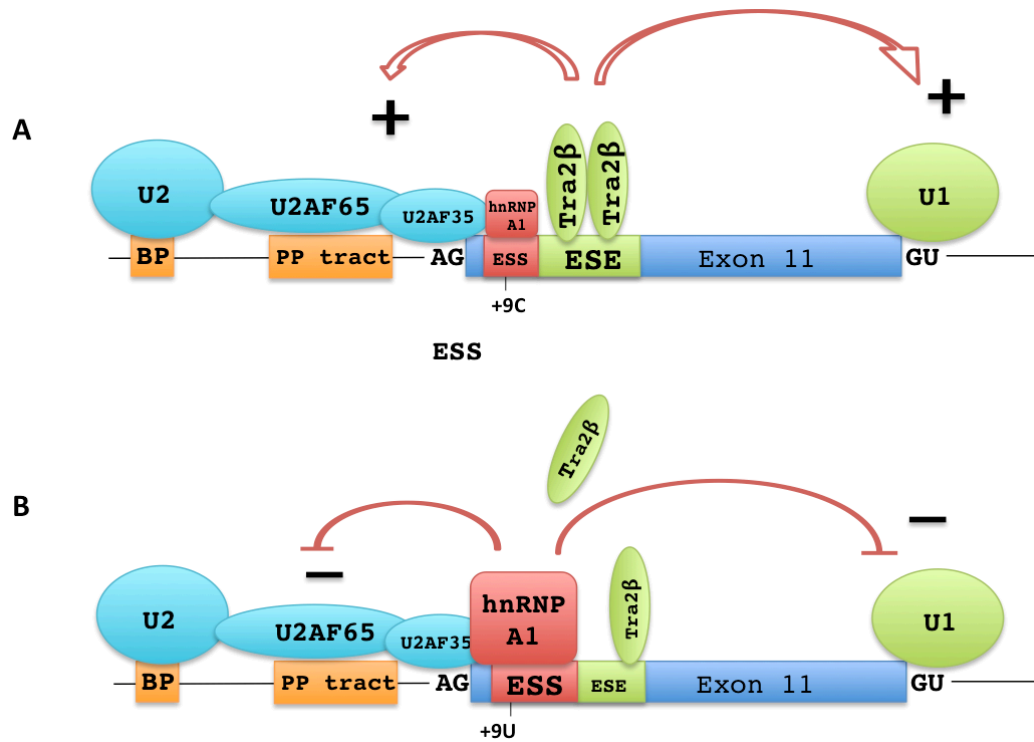 A
+
+
U2
U2AF65
U2AF35
hnRNP
A1
Tra2β
Tra2β
U1
BP
PP tract
AG
ESS
ESE
Exon 11
GU
+9C
ESS
B
Tra2β
−
−
U2
U2AF65
U2AF35
hnRNP
A1
Tra2β
U1
BP
PP tract
AG
ESS
ESE
Exon 11
GU
+9U